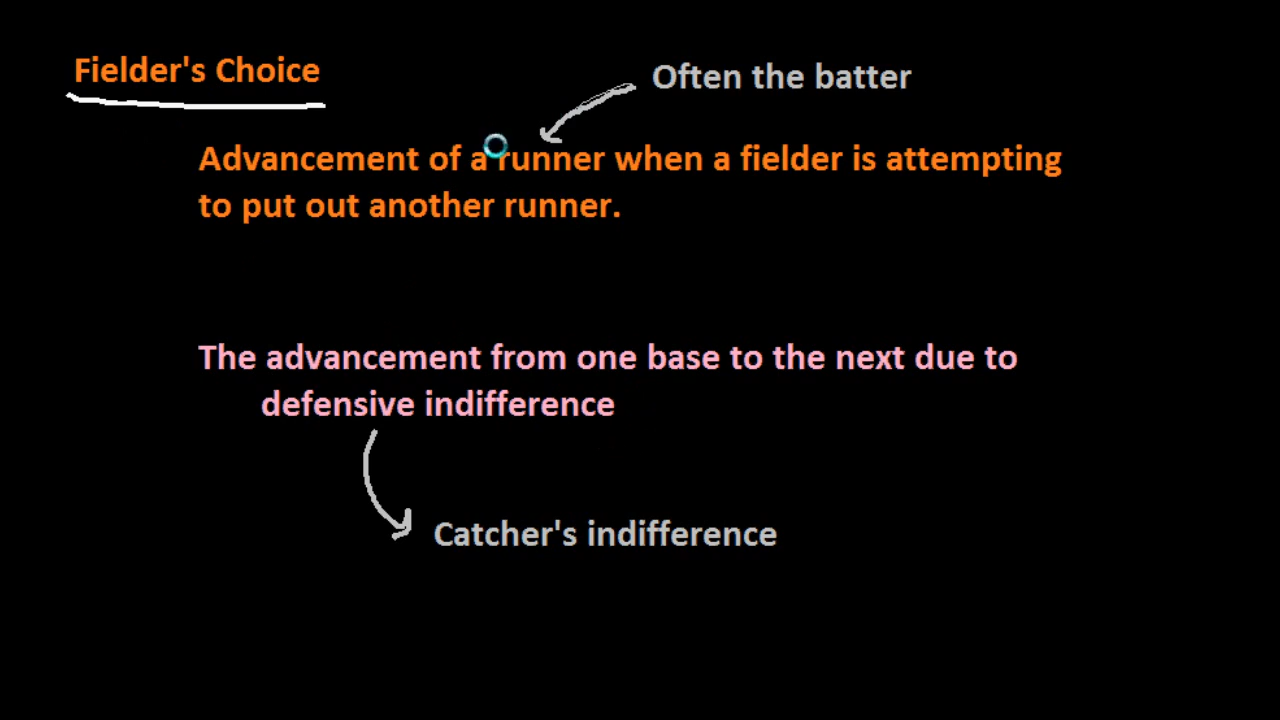 Fielder's Choice
Often the batter
Advancement of a runner when a fielder is attempting
to put out another runner.
The advancement from one base to the next due to
defensive indifference
Catcher's indifference